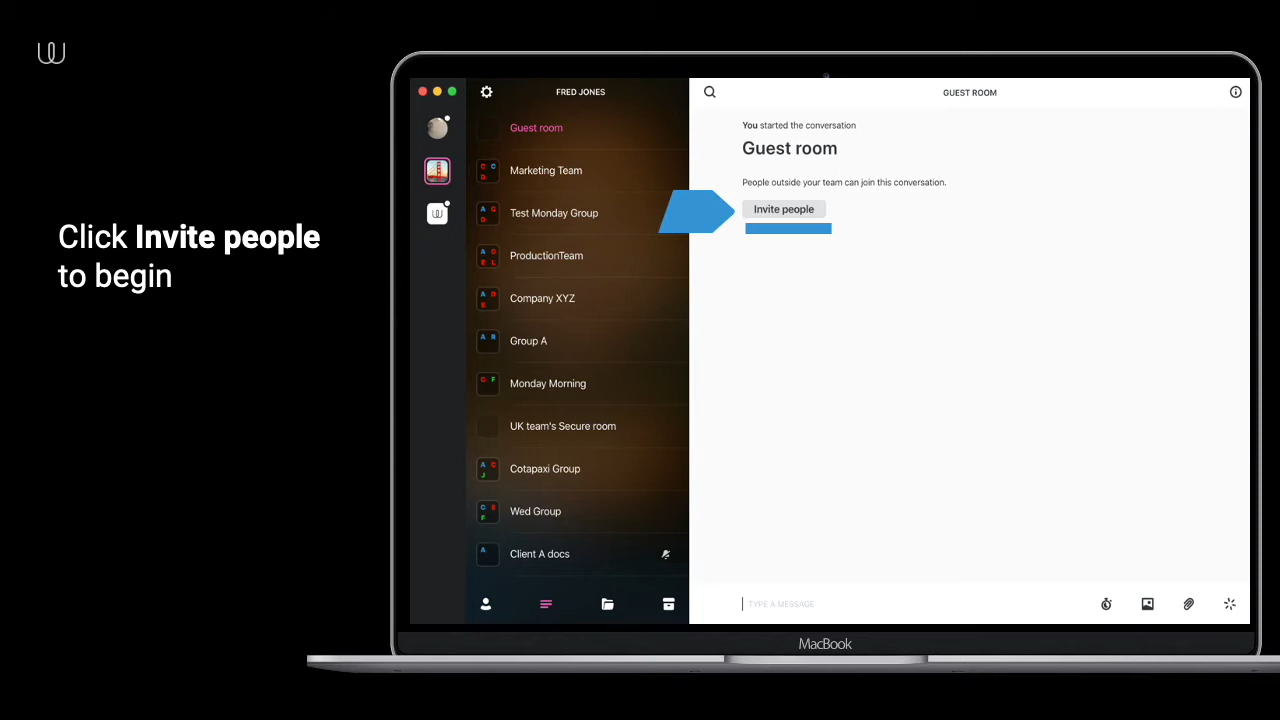 Click Invite people
to begin
FRED JONES
Guest room
Marketing Team
Test Monday Group
ProductionTeam
Company XYZ
Group A
Monday Morning
UK team's Secure room
Cotapaxi Group
Wed Group
Client A docs
GUEST ROOM
You started the conversation
Guest room
People outside your team can join this conversation.
Invite people
TYPE A MESSAGE
MacBook